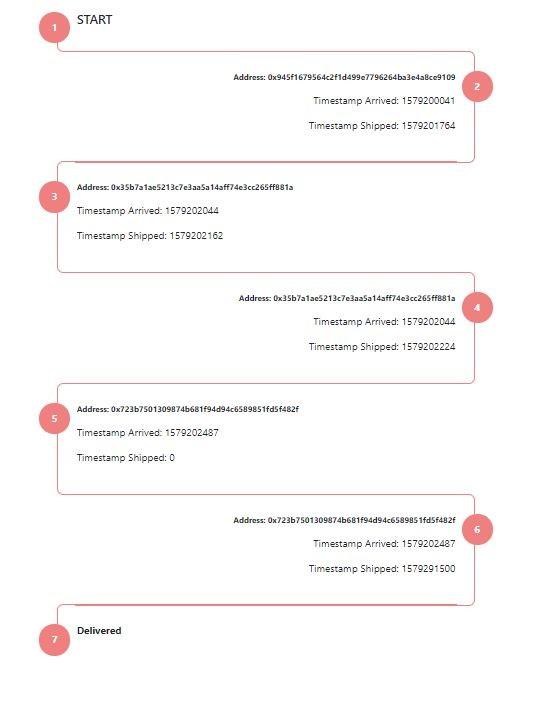 1
START
Address: 0x945f1679564c2f1d499e7796264ba3e4a8ce9109
2
Timestamp Arrived: 1579200041
Timestamp Shipped: 1579201764
3
Address: 0x35b7a1ae5213c7e3aa5a14aff74e3cc265ff881a
Timestamp Arrived: 1579202044
Timestamp Shipped: 1579202162
Address: 0x35b7a1ae5213c7e3aa5a14aff74e3cc265ff881a
4
Timestamp Arrived: 1579202044
Timestamp Shipped: 1579202224
5
Address: 0x723b7501309874b681f94d94c6589851fd5f482f
Timestamp Arrived: 1579202487
Timestamp Shipped: 0
Address: 0x723b7501309874b681f94d94c6589851fd5f482f
6
Timestamp Arrived: 1579202487
Timestamp Shipped: 1579291500
7
Delivered